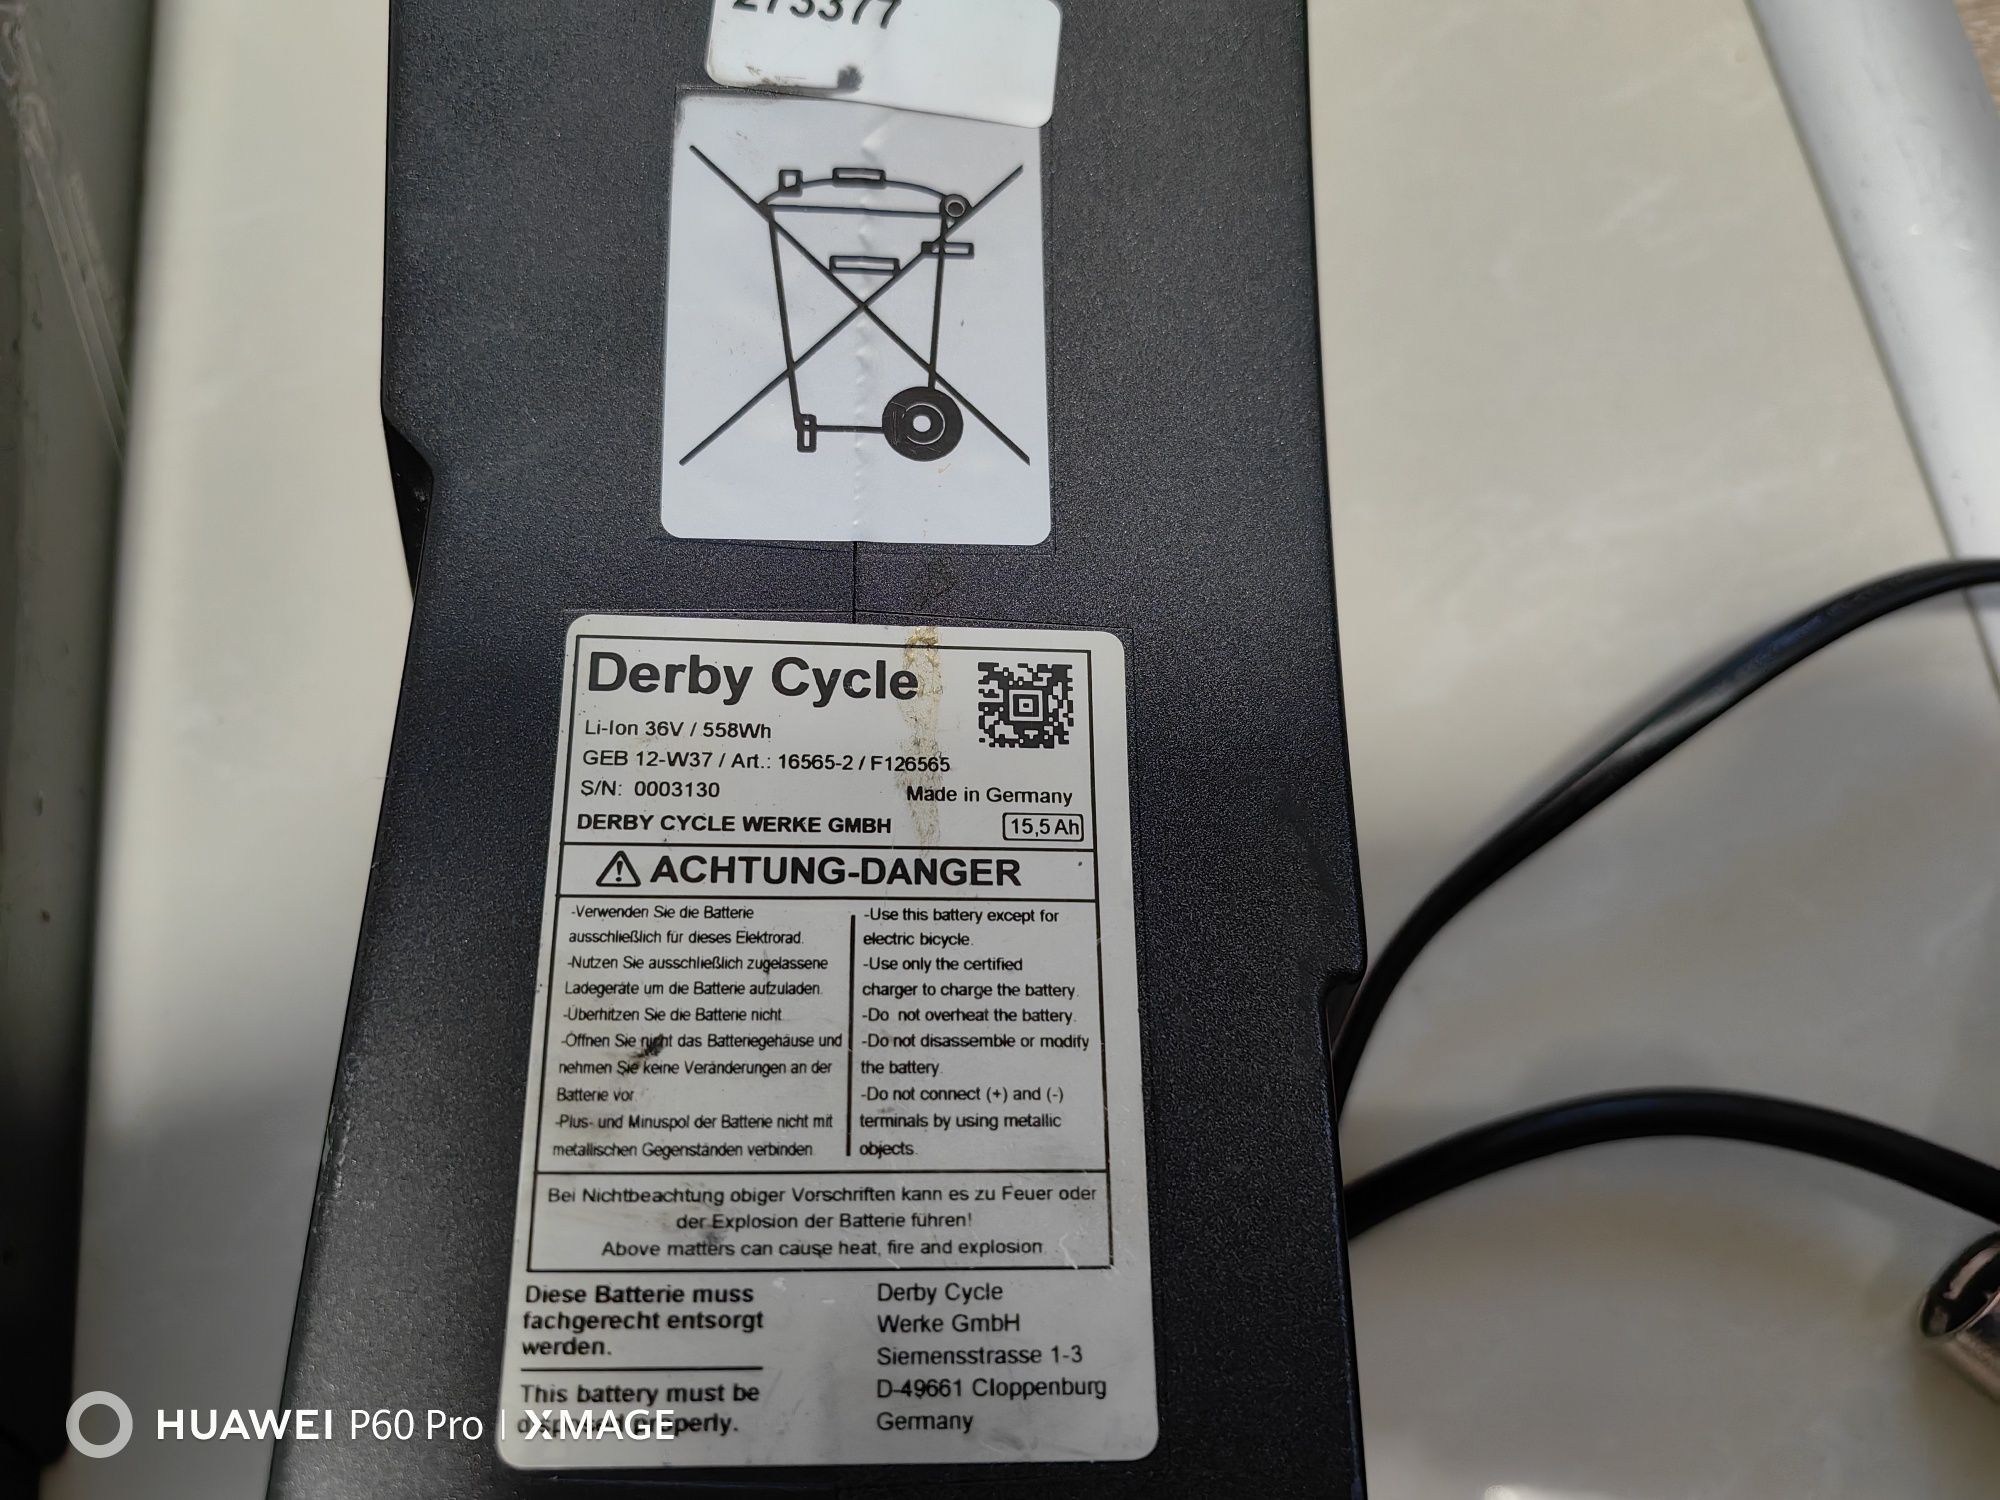 273377
Derby Cycle
Li-Ion 36V / 558Wh
GEB 12-W37 / Art.: 16565-2 / F126565
S/N: 0003130
Made in Germany
DERBY CYCLE WERKE GMBH
15,5 Ah
ACHTUNG-DANGER
-Verwenden Sie die Batterie
ausschließlich für dieses Elektrorad.
-Nutzen Sie ausschließlich zugelassene
Ladegeräte um die Batterie aufzuladen.
-Überhitzen Sie die Batterie nicht
-Öffnen Sie nicht das Batteriegehäuse und
nehmen Sie keine Veränderungen an der
Batterie vor.
-Plus- und Minuspol der Batterie nicht mit
metallischen Gegenständen verbinden
-Use this battery except for
electric bicycle.
-Use only the certified
charger to charge the battery.
-Do not overheat the battery.
-Do not disassemble or modify
the battery.
-Do not connect (+) and (-)
terminals by using metallic
objects.
Bei Nichtbeachtung obiger Vorschriften kann es zu Feuer oder
der Explosion der Batterie führen!
Above matters can cause heat, fire and explosion
Diese Batterie muss
fachgerecht entsorgt
werden.
This battery must be
disposed properly.
Derby Cycle
Werke GmbH
Siemensstrasse 1-3
D-49661 Cloppenburg
Germany
HUAWEI P60 Pro | XMAGE